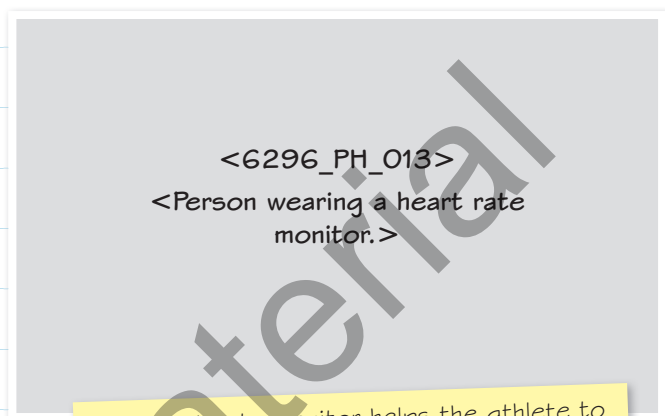 <6296_PH_013>
<Person wearing a heart rate
monitor.>
monitor helps the athlete to
aterial